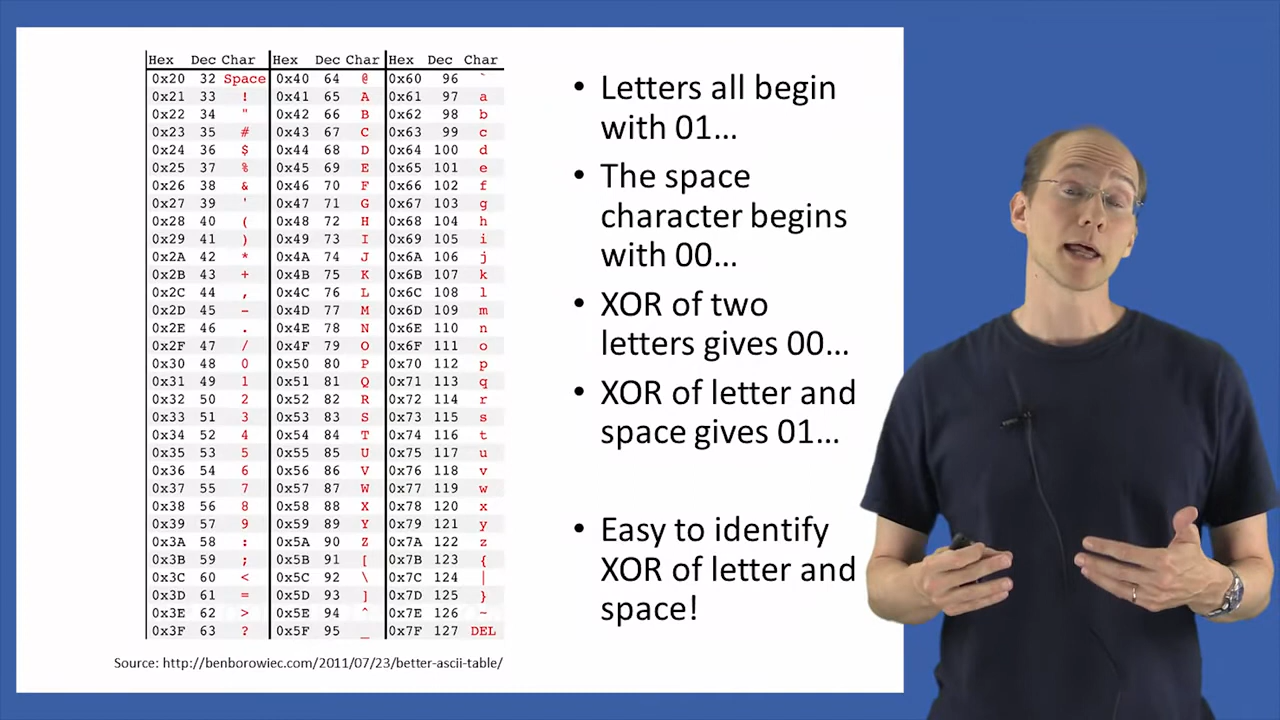 Hex Dec Char Hex Dec Char Hex Dec Char
0x20 32 Space 0x40 64 @ 0x60 96 `
0x21 33 ! 0x41 65 A 0x61 97 a
0x22 34 " 0x42 66 B 0x62 98 b
0x23 35 # 0x43 67 C 0x63 99 c
0x24 36 $ 0x44 68 D 0x64 100 d
0x25 37 % 0x45 69 E 0x65 101 e
0x26 38 & 0x46 70 F 0x66 102 f
0x27 39 ' 0x47 71 G 0x67 103 g
0x28 40 ( 0x48 72 H 0x68 104 h
0x29 41 ) 0x49 73 I 0x69 105 i
0x2A 42 * 0x4A 74 J 0x6A 106 j
0x2B 43 + 0x4B 75 K 0x6B 107 k
0x2C 44 , 0x4C 76 L 0x6C 108 l
0x2D 45 - 0x4D 77 M 0x6D 109 m
0x2E 46 . 0x4E 78 N 0x6E 110 n
0x2F 47 / 0x4F 79 O 0x6F 111 o
0x30 48 0 0x50 80 P 0x70 112 p
0x31 49 1 0x51 81 Q 0x71 113 q
0x32 50 2 0x52 82 R 0x72 114 r
0x33 51 3 0x53 83 S 0x73 115 s
0x34 52 4 0x54 84 T 0x74 116 t
0x35 53 5 0x55 85 U 0x75 117 u
0x36 54 6 0x56 86 V 0x76 118 v
0x37 55 7 0x57 87 W 0x77 119 w
0x38 56 8 0x58 88 X 0x78 120 x
0x39 57 9 0x59 89 Y 0x79 121 y
0x3A 58 : 0x5A 90 Z 0x7A 122 z
0x3B 59 ; 0x5B 91 [ 0x7B 123 {
0x3C 60 < 0x5C 92 \ 0x7C 124 |
0x3D 61 = 0x5D 93 ] 0x7D 125 }
0x3E 62 > 0x5E 94 ^ 0x7E 126 ~
0x3F 63 ? 0x5F 95 _ 0x7F 127 DEL
Source: http://benborowiec.com/2011/07/23/better-ascii-table/
• Letters all begin
with 01…
• The space
character begins
with 00…
• XOR of two
letters gives 00…
• XOR of letter and
space gives 01…
• Easy to identify
XOR of letter and
space!